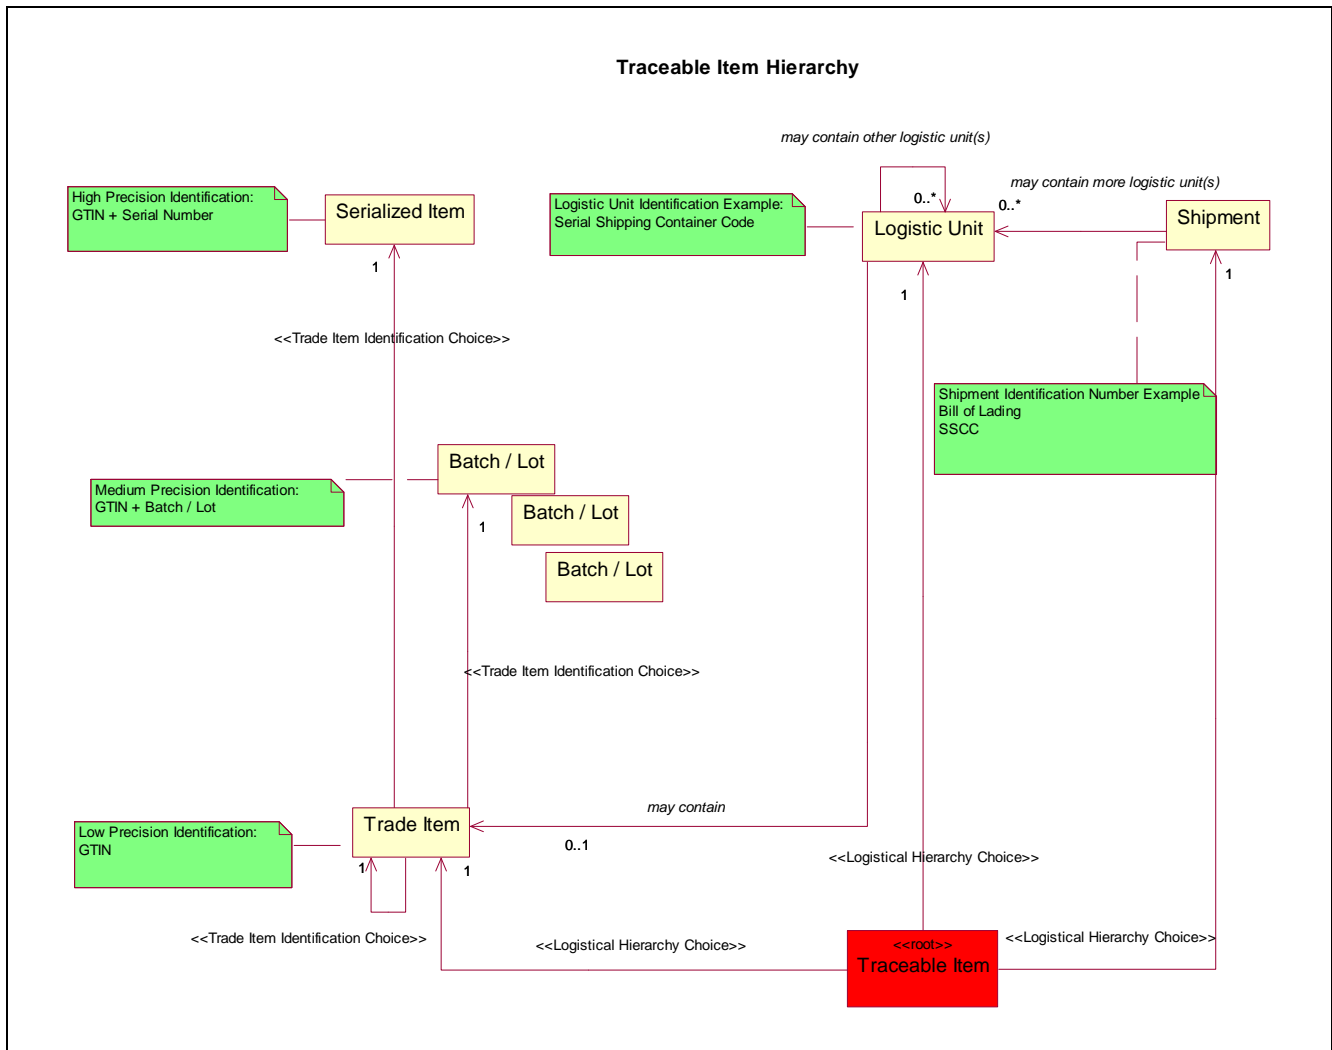 Traceable Item Hierarchy
may contain other logistic unit(s)
may contain more logistic unit(s)
High Precision Identification:
GTIN + Serial Number
Serialized Item
1
Logistic Unit Identification Example:
Serial Shipping Container Code
0..*
0..*
Logistic Unit
1
Shipment
1
<<Trade Item Identification Choice>>
Shipment Identification Number Example
Bill of Lading
SSCC
Medium Precision Identification:
GTIN + Batch / Lot
Batch / Lot
1
Batch / Lot
Batch / Lot
<<Trade Item Identification Choice>>
may contain
0..1
Low Precision Identification:
GTIN
Trade Item
1
1
<<Trade Item Identification Choice>>
<<Logistical Hierarchy Choice>>
<<Logistical Hierarchy Choice>>
<<Logistical Hierarchy Choice>>
<<root>>
Traceable Item